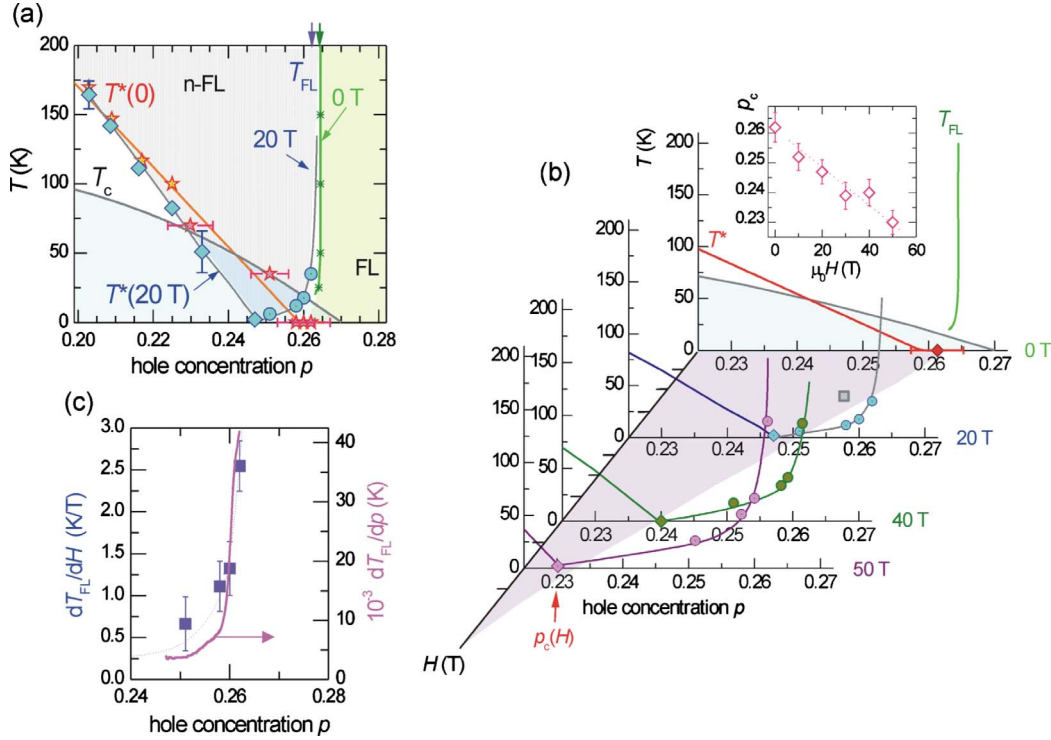 (a)
200
150
100
50
0
T(K)
n-FL
T*(0)
T_FL
0 T
20 T
T_c
T*(20 T)
FL
0.20 0.22 0.24 0.26 0.28
hole concentration p
(b)
T (K)
200
150
100
50
0
p_c
0.26
0.25
0.24
0.23
0 20 40 60
μ₀H (T)
T_FL
T*
0.23 0.24 0.25 0.26 0.27
0 T
200
150
100
50
0
0.23 0.24 0.25 0.26 0.27
20 T
200
150
100
50
0
0.23 0.24 0.25 0.26 0.27
40 T
200
150
100
50
0
0.23 0.24 0.25 0.26 0.27
50 T
hole concentration p
p_c(H)
H (T)
(c)
3.0
2.5
2.0
1.5
1.0
0.5
0.0
dT_FL/dH (K/T)
40
30
20
10
0
10⁻³ dT_FL/dp (K)
0.24 0.26 0.28
hole concentration p